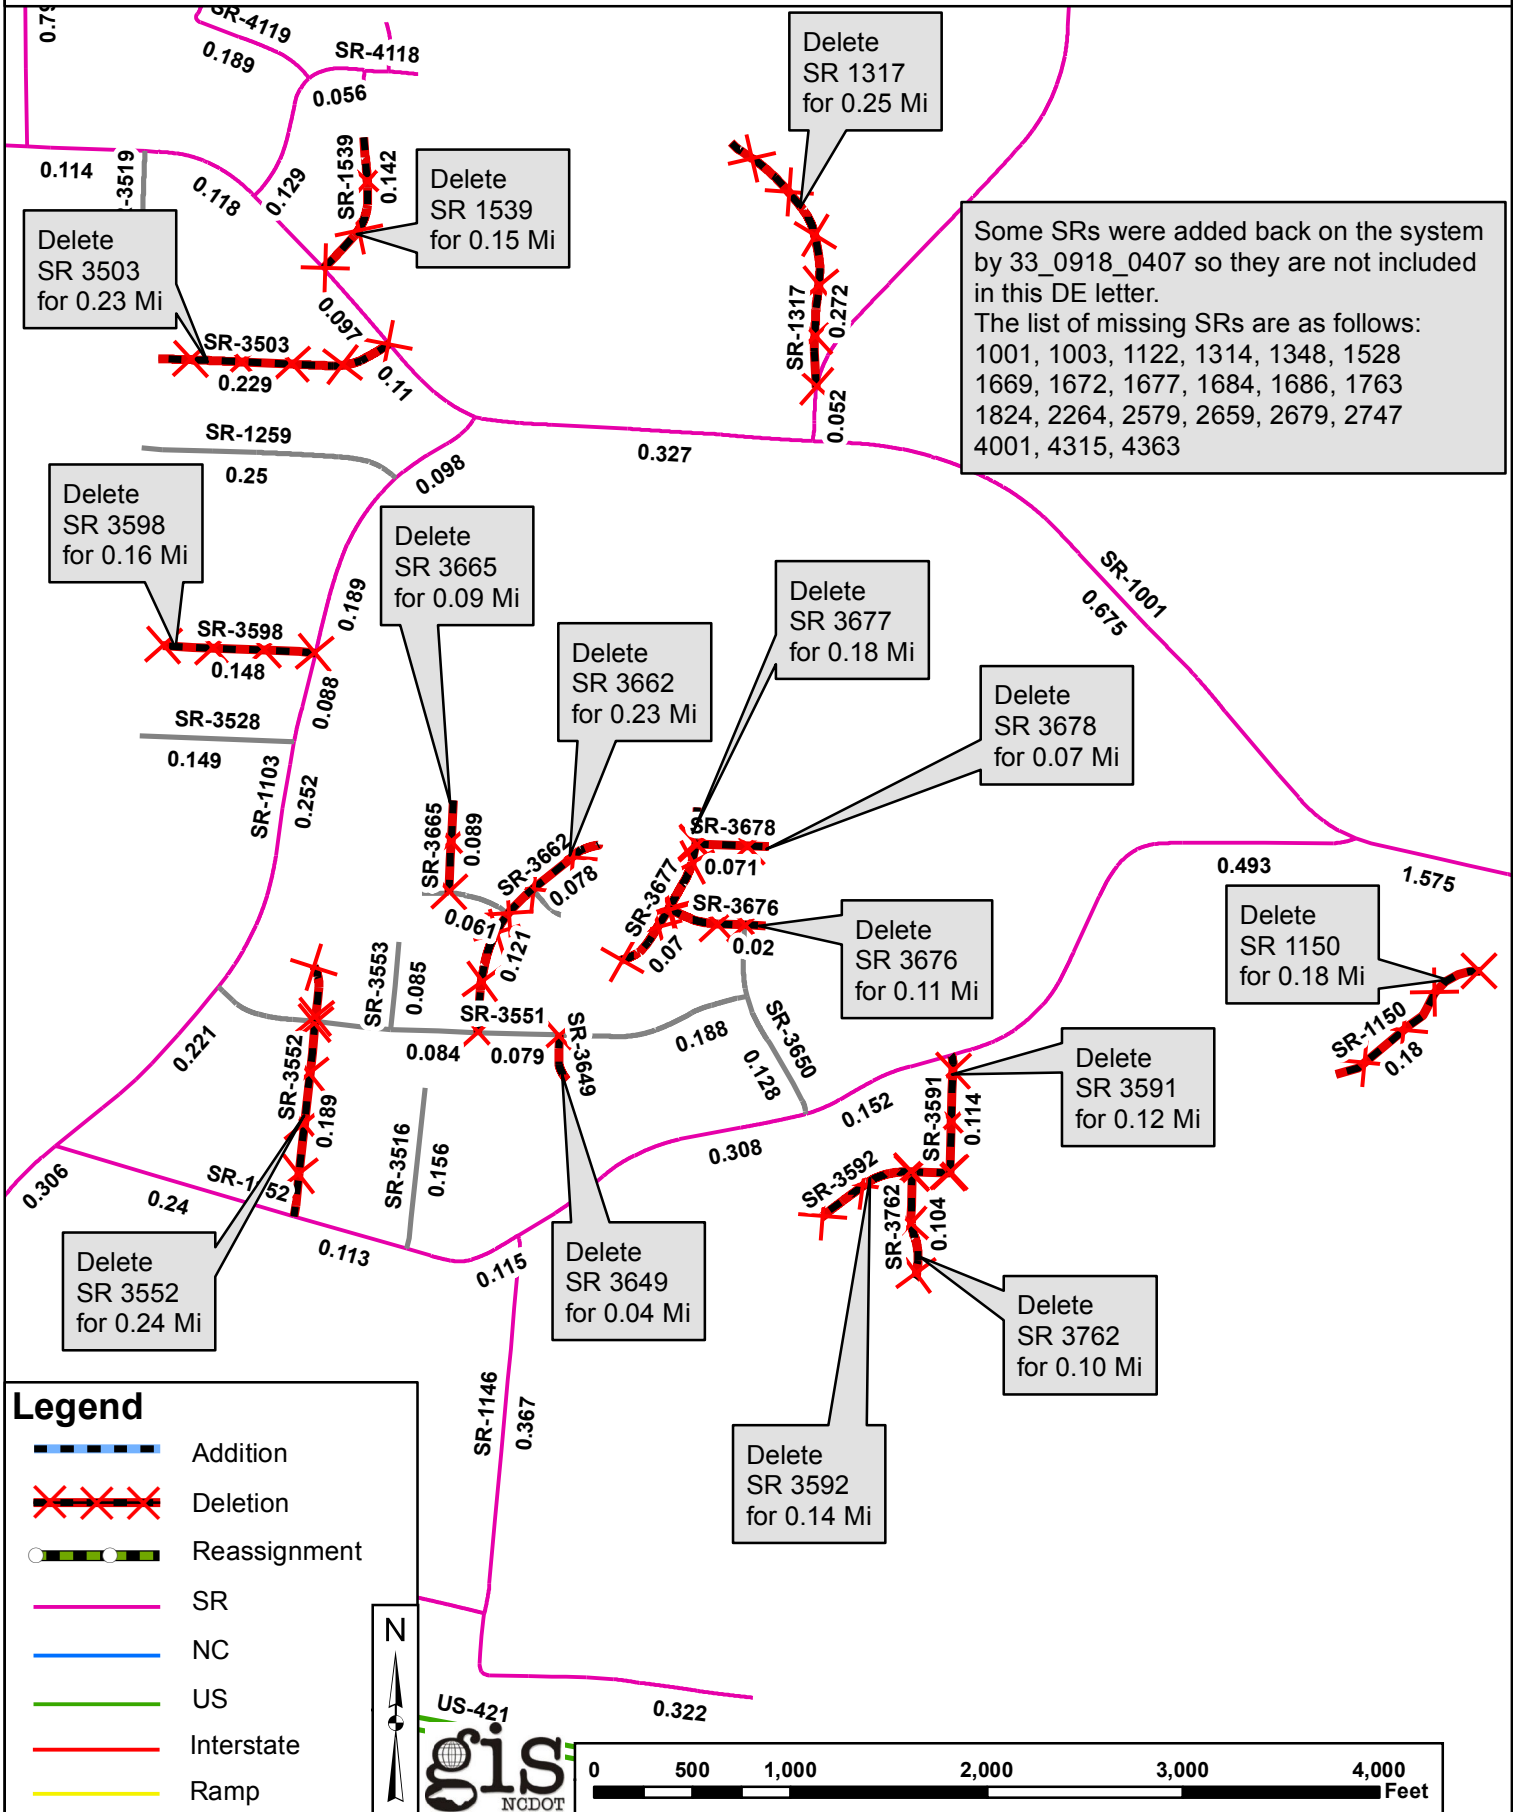 0.79
SR-4119
0.189
SR-4118
0.056
Delete
SR 1317
for 0.25 Mi
0.114
-3519
0.118
0.129
SR-1539
0.142
Delete
SR 1539
for 0.15 Mi
Delete
SR 3503
for 0.23 Mi
Some SRs were added back on the system
by 33_0918_0407 so they are not included
in this DE letter.
The list of missing SRs are as follows:
1001, 1003, 1122, 1314, 1348, 1528
1669, 1672, 1677, 1684, 1686, 1763
1824, 2264, 2579, 2659, 2679, 2747
4001, 4315, 4363
0.097
SR-3503
0.229
0.11
SR-1317
0.272
0.052
SR-1259
0.25
0.098
0.327
Delete
SR 3598
for 0.16 Mi
Delete
SR 3665
for 0.09 Mi
SR-1001
0.675
Delete
SR 3677
for 0.18 Mi
0.189
SR-3598
0.148
0.088
Delete
SR 3662
for 0.23 Mi
Delete
SR 3678
for 0.07 Mi
SR-3528
0.149
SR-1103
0.252
SR-3665
0.089
SR-3662
0.078
SR-3678
0.071
SR-3677
0.07
SR-3676
0.02
0.493
1.575
Delete
SR 1150
for 0.18 Mi
0.061
0.121
Delete
SR 3676
for 0.11 Mi
SR-3553
0.085
SR-3551
0.084
0.079
SR-3649
0.188
SR-3650
0.128
SR-1150
0.18
0.221
SR-3552
0.189
Delete
SR 3591
for 0.12 Mi
0.152
SR-3591
0.114
SR-3516
0.156
0.308
SR-3592
SR-3762
0.104
0.306
0.24
SR-1 52
0.113
0.115
Delete
SR 3552
for 0.24 Mi
Delete
SR 3649
for 0.04 Mi
Delete
SR 3762
for 0.10 Mi
SR-1146
0.367
Delete
SR 3592
for 0.14 Mi
Legend
Addition
Deletion
Reassignment
SR
NC
US
Interstate
Ramp
N
US-421
0.322
gis
NCDOT
0 500 1,000 2,000 3,000 4,000
Feet